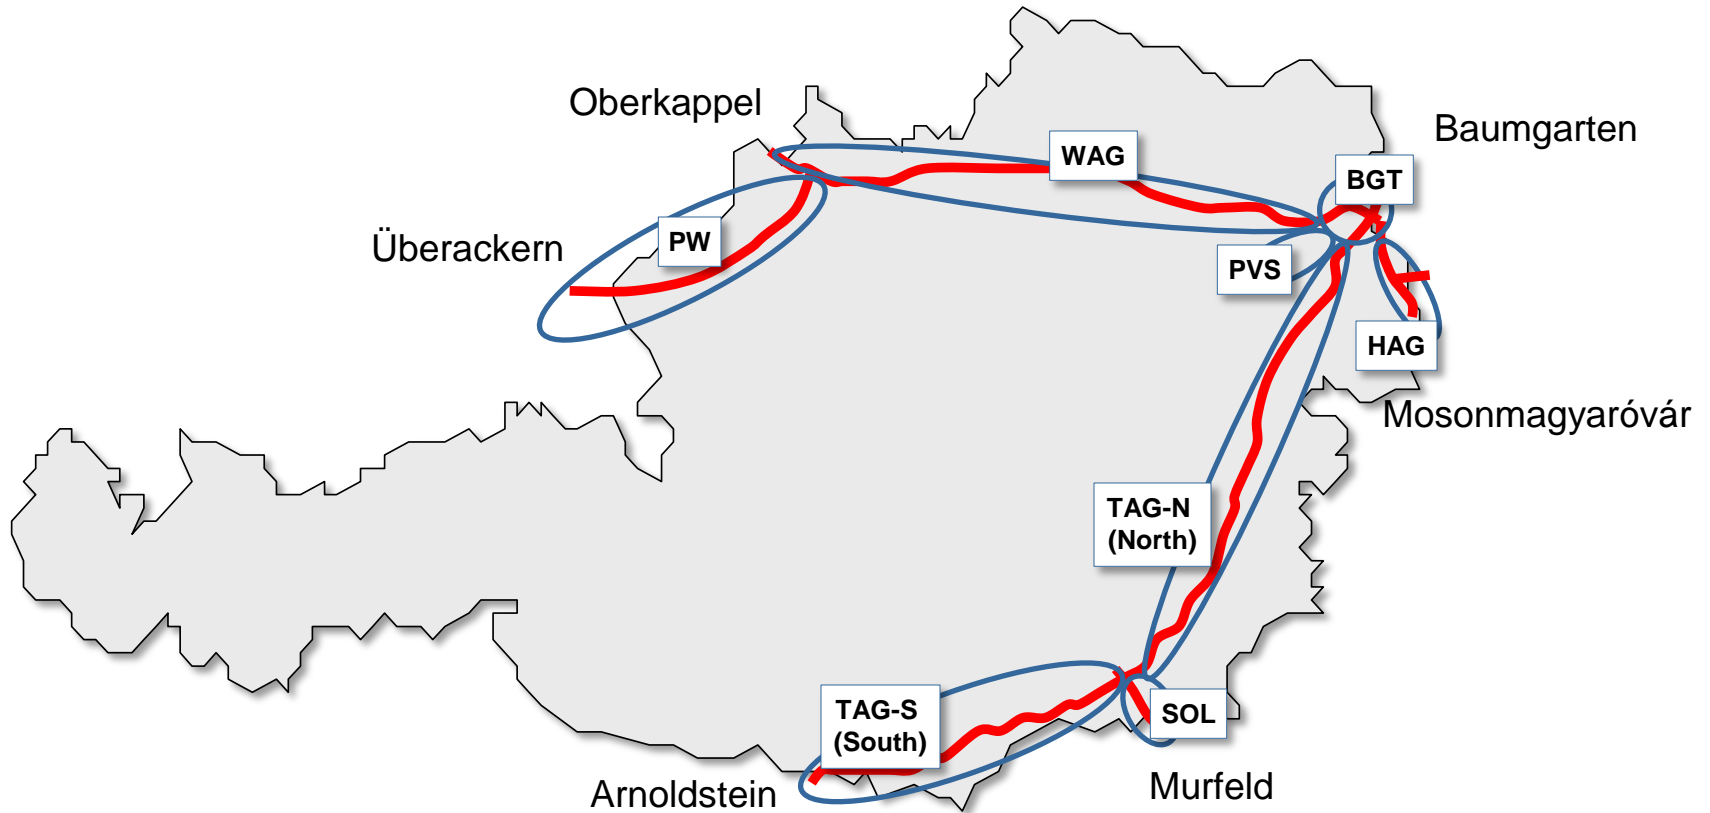 Oberkappel
Baumgarten
WAG
BGT
Überackern
PW
PVS
HAG
Mosonmagyaróvár
TAG-N
(North)
TAG-S
(South)
SOL
Arnoldstein
Murfeld